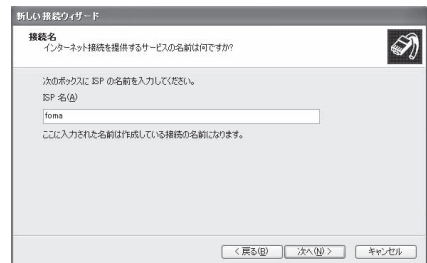 新しい接続ウィザード
接続名
インターネット接続を提供するサービスの名前は何ですか?
次のボックスに ISP の名前を入力してください。
ISP 名(A)
foma
ここに入力された名前は作成している接続の名前になります。
< 戻る(B)
次へ(N) >
キャンセル